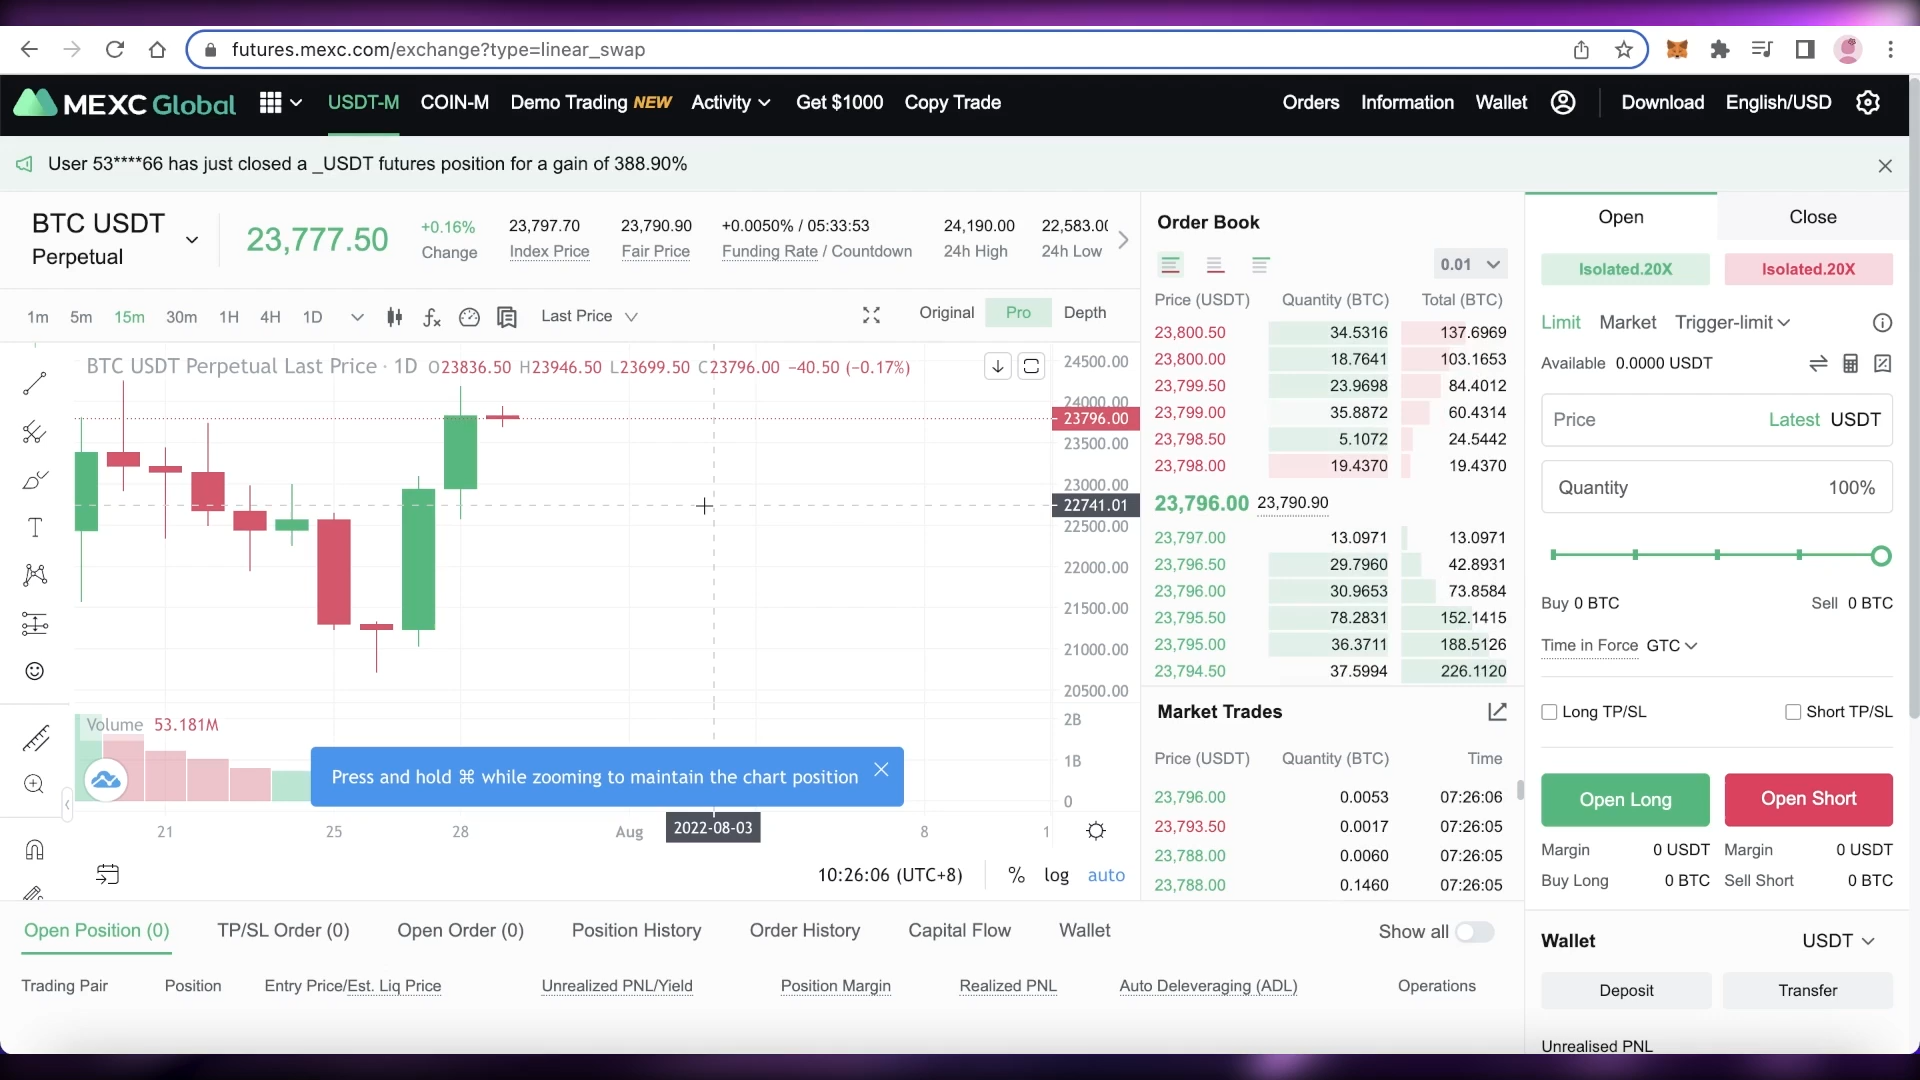 futures.mexc.com/exchange?type=linear_swap
MEXC Global USDT-M COIN-M Demo Trading NEW Activity Get $1000 Copy Trade Orders Information Wallet Download English/USD
User 53****66 has just closed a _USDT futures position for a gain of 388.90%
BTC USDT
Perpetual
23,777.50
+0.16%
Change
23,797.70
Index Price
23,790.90
Fair Price
+0.0050% / 05:33:53
Funding Rate / Countdown
24,190.00
24h High
22,583.0
24h Low
1m 5m 15m 30m 1H 4H 1D Last Price Original Pro Depth
BTC USDT Perpetual Last Price · 1D O23836.50 H23946.50 L23699.50 C23796.00 −40.50 (−0.17%)
24500.00
24000.00
23796.00
23500.00
23000.00
22741.01
22500.00
22000.00
21500.00
21000.00
20500.00
Volume 53.181M
2B
1B
0
Press and hold ⌘ while zooming to maintain the chart position
21 25 28 Aug 2022-08-03 8 1
10:26:06 (UTC+8) % log auto
Order Book
0.01
Price (USDT) Quantity (BTC) Total (BTC)
23,800.50 34.5316 137.6969
23,800.00 18.7641 103.1653
23,799.50 23.9698 84.4012
23,799.00 35.8872 60.4314
23,798.50 5.1072 24.5442
23,798.00 19.4370 19.4370
23,796.00 23,790.90
23,797.00 13.0971 13.0971
23,796.50 29.7960 42.8931
23,796.00 30.9653 73.8584
23,795.50 78.2831 152.1415
23,795.00 36.3711 188.5126
23,794.50 37.5994 226.1120
Market Trades
Price (USDT) Quantity (BTC) Time
23,796.00 0.0053 07:26:06
23,793.50 0.0017 07:26:05
23,788.00 0.0060 07:26:05
23,788.00 0.1460 07:26:05
Open Close
Isolated.20X Isolated.20X
Limit Market Trigger-limit
Available 0.0000 USDT
Price Latest USDT
Quantity 100%
Buy 0 BTC Sell 0 BTC
Time in Force GTC
Long TP/SL Short TP/SL
Open Long Open Short
Margin 0 USDT Margin 0 USDT
Buy Long 0 BTC Sell Short 0 BTC
Wallet USDT
Deposit Transfer
Unrealised PNL
Open Position (0) TP/SL Order (0) Open Order (0) Position History Order History Capital Flow Wallet Show all
Trading Pair Position Entry Price/Est. Liq Price Unrealized PNL/Yield Position Margin Realized PNL Auto Deleveraging (ADL) Operations